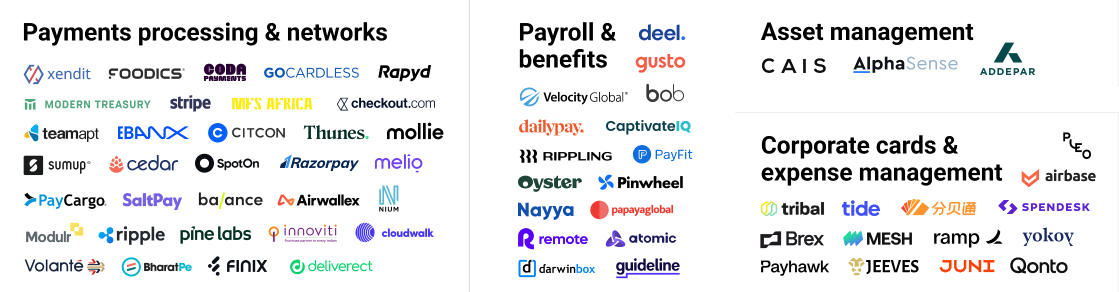 Payments processing & networks
xendit FOODICS CODA PAYMENTS GOCARDLESS Rapyd
MODERN TREASURY stripe MFS AFRICA checkout.com
teamapt EBANX CITCON Thunes. mollie
sumup cedar SpotOn Razorpay melio
PayCargo. SaltPay balance Airwallex NIUM
Modulr ripple pine labs innoviti cloudwalk
Volanté BharatPe FINIX deliverect
Payroll &
benefits
deel.
gusto
Velocity Global bob
dailypay. CaptivateIQ
RIPPLING PayFit
Oyster Pinwheel
Nayya papayaglobal
remote atomic
darwinbox guideline
Asset management
CAIS AlphaSense ADDEPAR
Corporate cards &
expense management
PLEO
airbase
tribal tide 分贝通 SPENDESK
Brex MESH ramp yokoy
Payhawk JEEVES JUNI Qonto